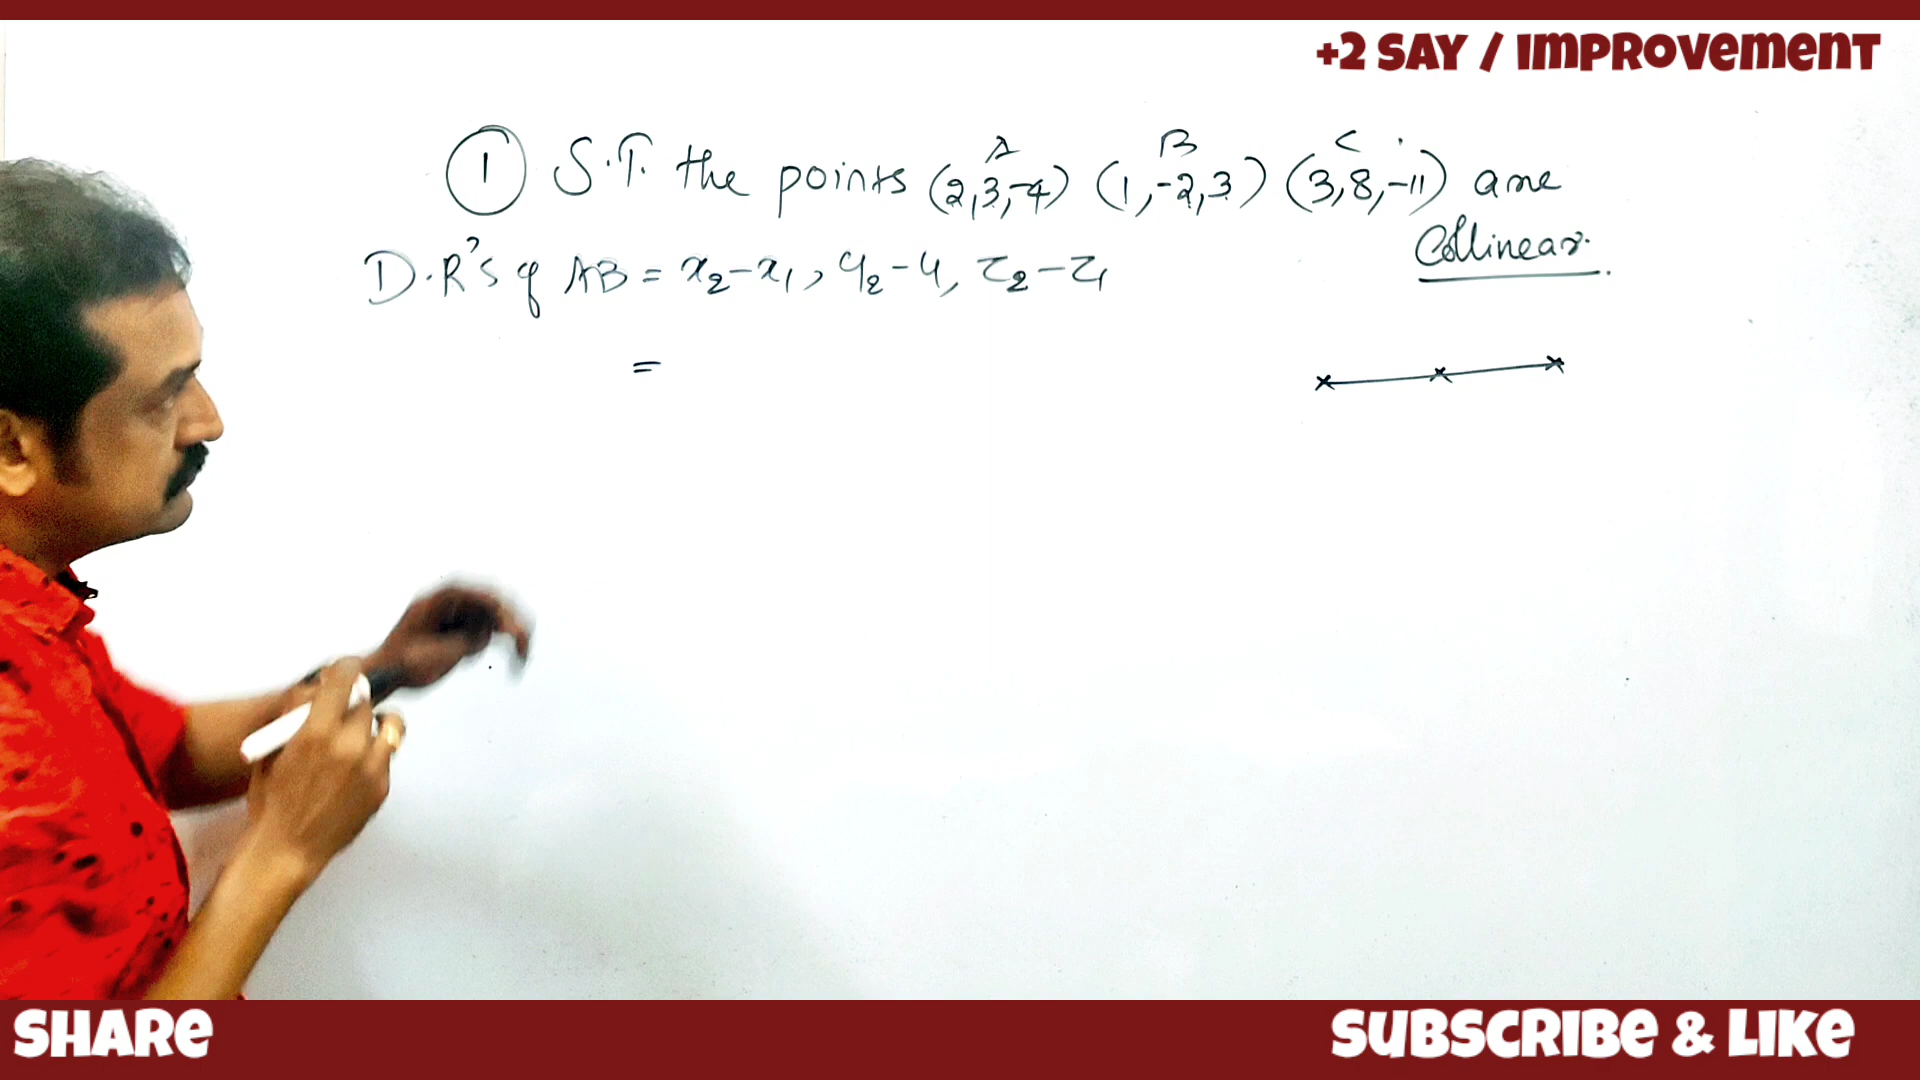 +2 SAY / IMPROVEMENT
A B C
① S.T. the points (2,3,-4) (1,-2,3) (3,8,-11) are
Collinear.
D.R's of AB = x₂-x₁, y₂-y, z₂-z₁
=
SHARE
SUBSCRIBE & LIKE